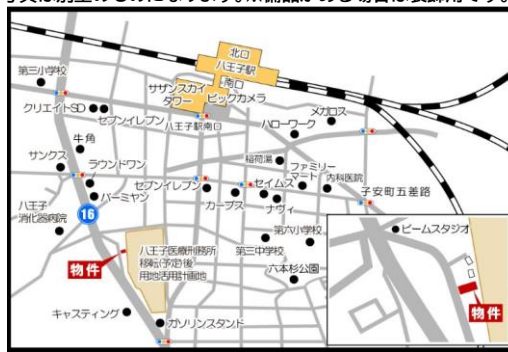 北口
八王子駅
南口
サザンスカイ
タワー
ビックカメラ
第三小学校
クリエイトSD
セブンイレブン
八王子駅南口
ハローワーク
メガロス
牛角
サンクス
ラウンドワン
稲荷湯
ファミリー
マート
内科医院
バーミヤン
セブンイレブン
セイムス
子安町五差路
カーブス
ナヴィ
八王子
消化器病院
16
第六小学校
第三中学校
六本杉公園
八王子医療刑務所
移転(予定)後
用地活用計画地
物件
キャスティング
ガソリンスタンド
ビームスタジオ
物件